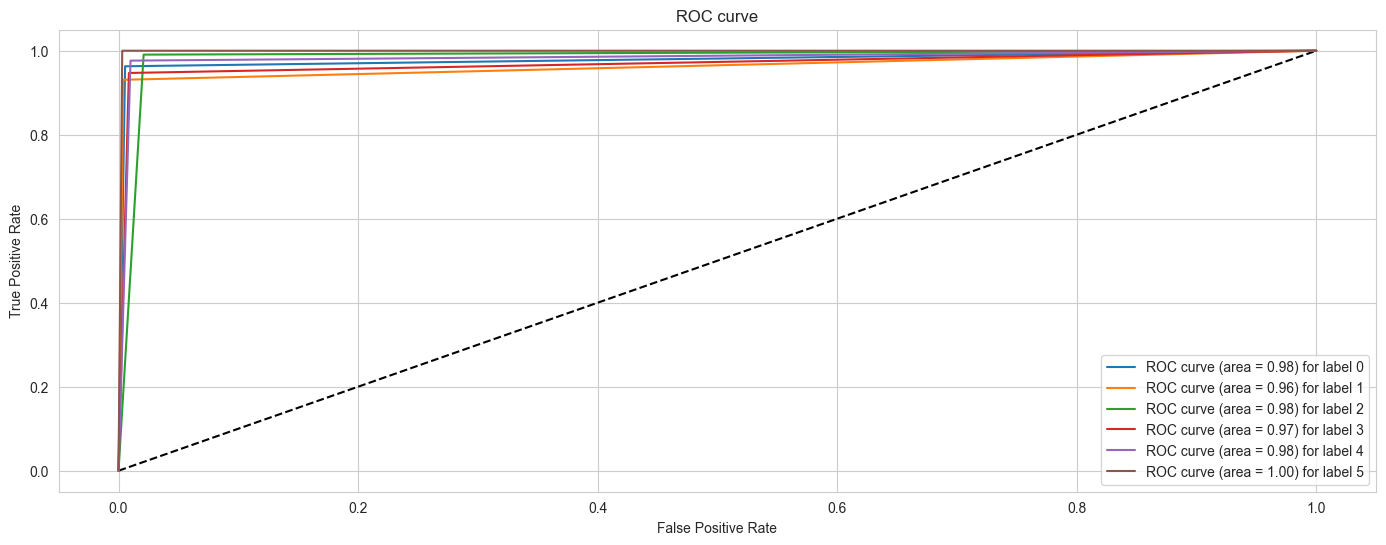 ROC curve
True Positive Rate
1.0
0.8
0.6
0.4
0.2
0.0
ROC curve (area = 0.98) for label 0
ROC curve (area = 0.96) for label 1
ROC curve (area = 0.98) for label 2
ROC curve (area = 0.97) for label 3
ROC curve (area = 0.98) for label 4
ROC curve (area = 1.00) for label 5
0.0 0.2 0.4 0.6 0.8 1.0
False Positive Rate